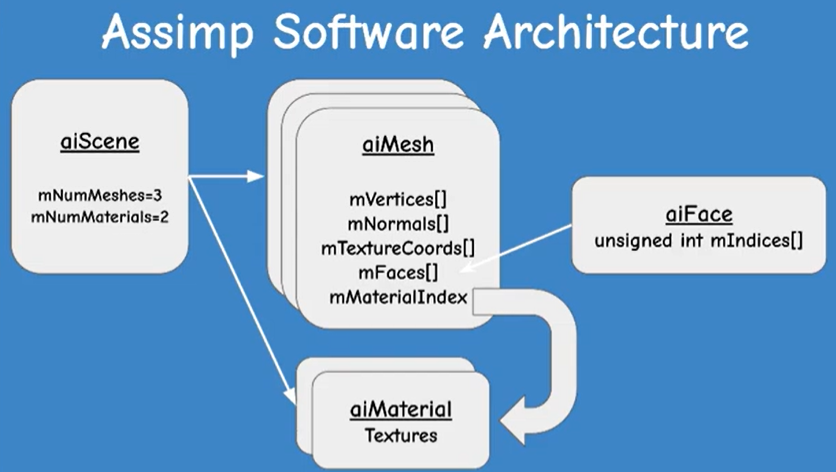 Assimp Software Architecture
aiScene
mNumMeshes=3
mNumMaterials=2
aiMesh
mVertices[]
mNormals[]
mTextureCoords[]
mFaces[]
mMaterialIndex
aiFace
unsigned int mIndices[]
aiMaterial
Textures